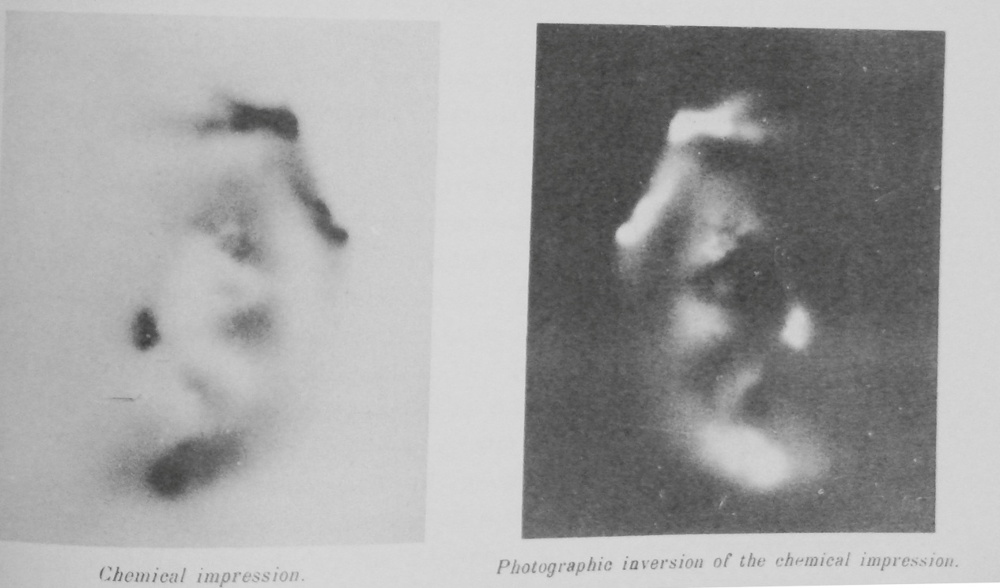 Chemical impression.
Photographic inversion of the chemical impression.